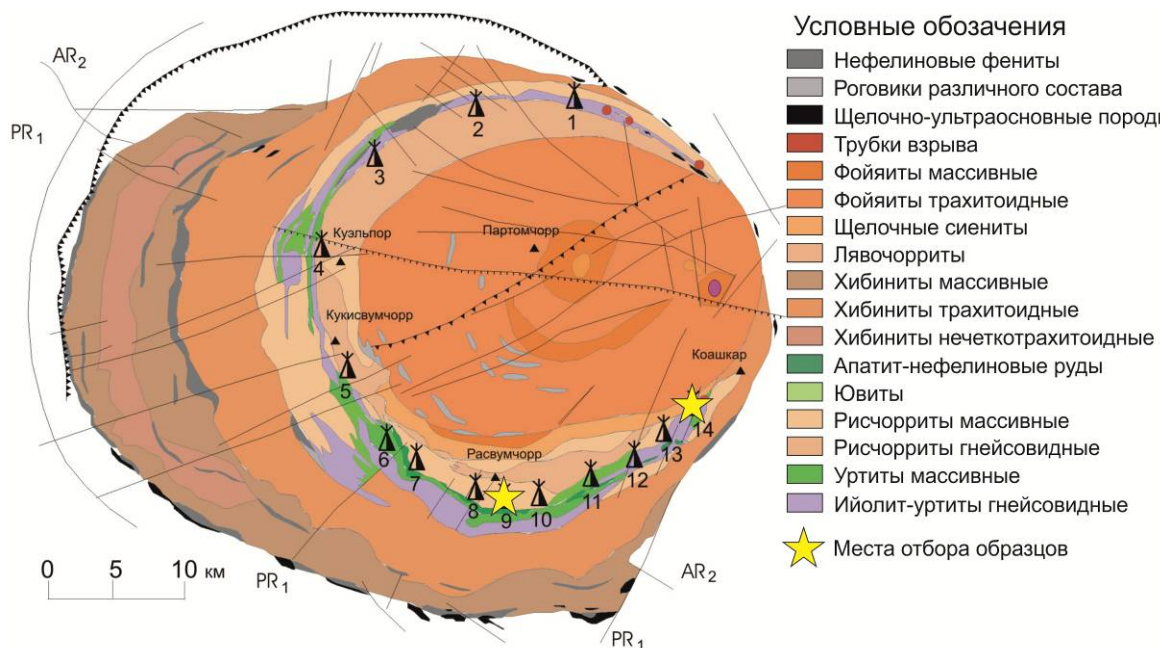 AR2
PR1
2
1
3
Куэльпор
4
Партомчорр
Кукисвумчорр
5
Коашкар
14
13
12
6
7
Расвумчорр
11
8
9
10
0 5 10 км
PR1
AR2
PR1
Условные обозначения
Нефелиновые фениты
Роговики различного состава
Щелочно-ультраосновные породы
Трубки взрыва
Фойяиты массивные
Фойяиты трахитоидные
Щелочные сиениты
Лявочорриты
Хибиниты массивные
Хибиниты трахитоидные
Хибиниты нечеткотрахитоидные
Апатит-нефелиновые руды
Ювиты
Рисчорриты массивные
Рисчорриты гнейсовидные
Уртиты массивные
Ийолит-уртиты гнейсовидные
Места отбора образцов